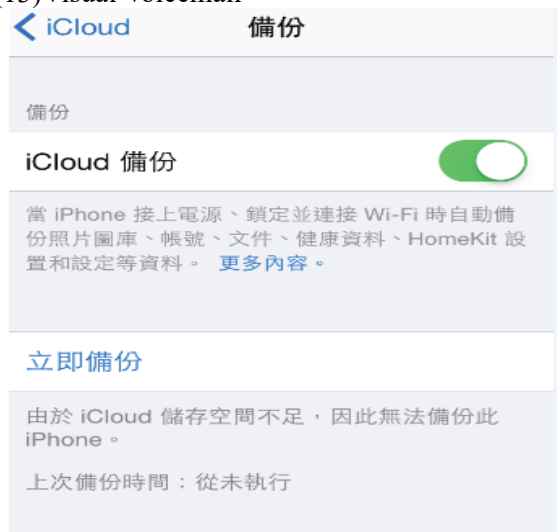 (15)Visual Voicemail
iCloud
備份
備份
iCloud 備份
當 iPhone 接上電源、鎖定並連接 Wi-Fi 時自動備
份照片圖庫、帳號、文件、健康資料、HomeKit 設
置和設定等資料。 更多內容。
立即備份
由於 iCloud 儲存空間不足，因此無法備份此
iPhone。
上次備份時間：從未執行